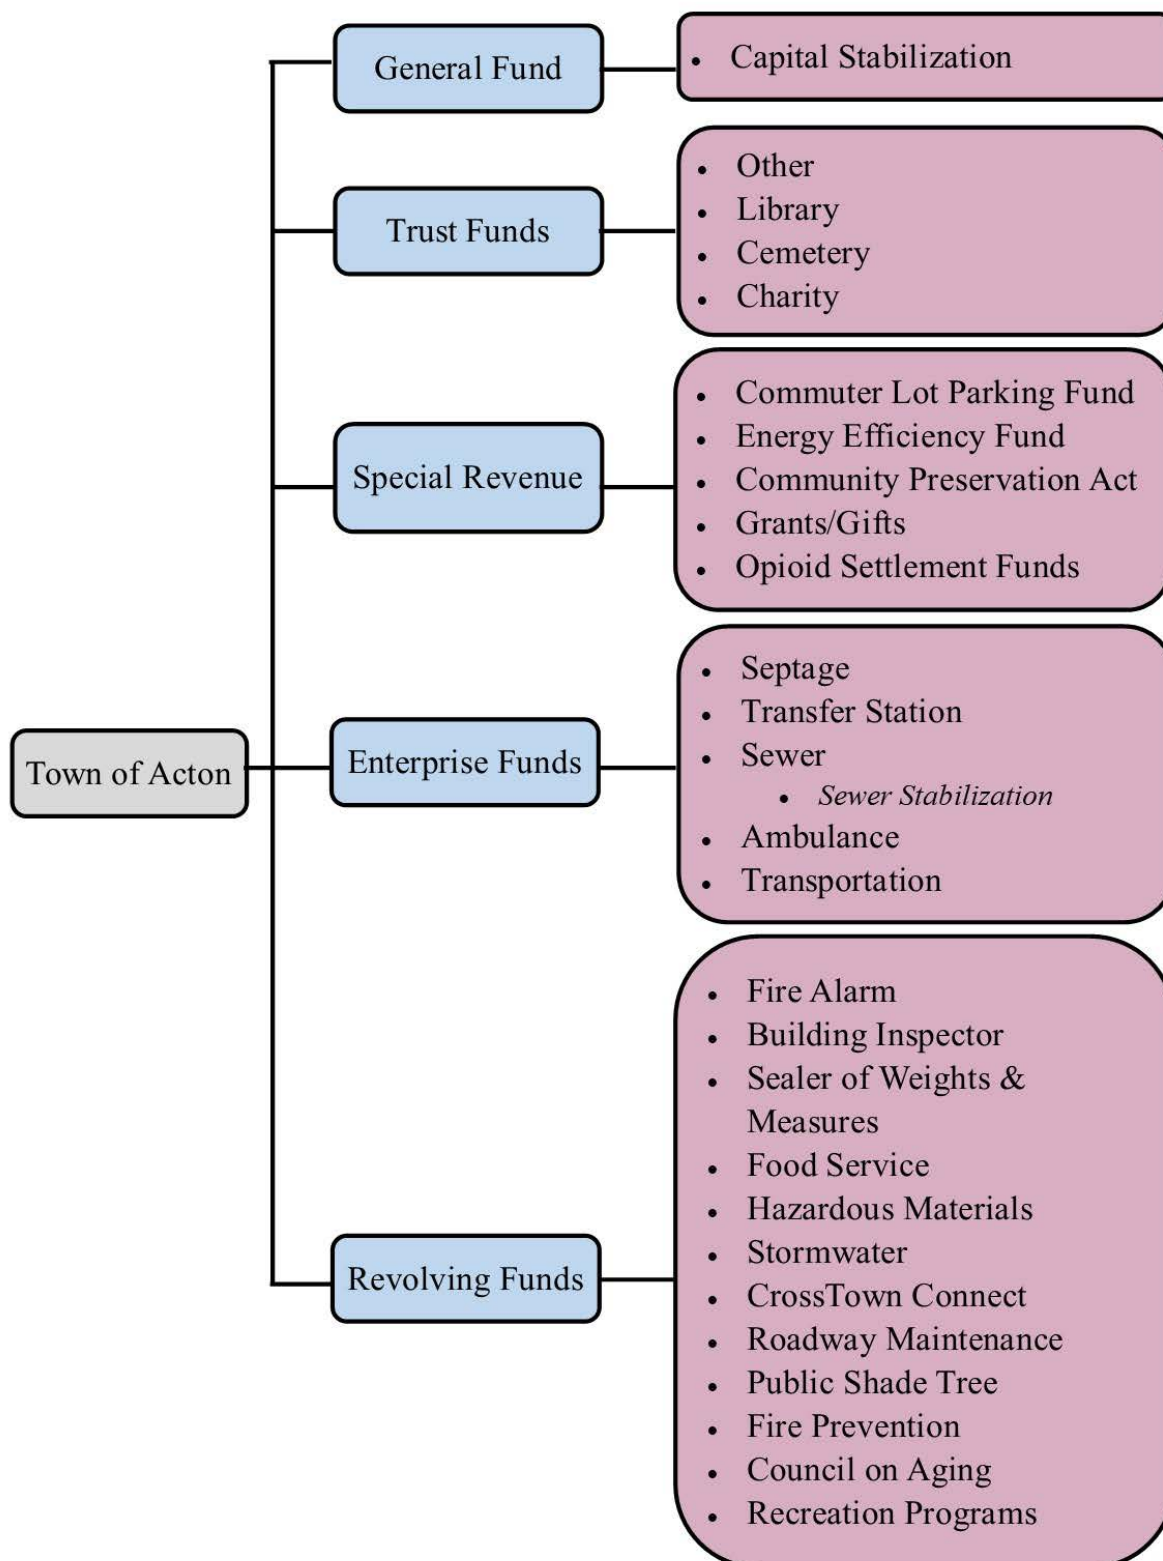 General Fund
• Capital Stabilization
Trust Funds
• Other
• Library
• Cemetery
• Charity
Special Revenue
• Commuter Lot Parking Fund
• Energy Efficiency Fund
• Community Preservation Act
• Grants/Gifts
• Opioid Settlement Funds
Town of Acton
Enterprise Funds
• Septage
• Transfer Station
• Sewer
• Sewer Stabilization
• Ambulance
• Transportation
Revolving Funds
• Fire Alarm
• Building Inspector
• Sealer of Weights &
Measures
• Food Service
• Hazardous Materials
• Stormwater
• CrossTown Connect
• Roadway Maintenance
• Public Shade Tree
• Fire Prevention
• Council on Aging
• Recreation Programs